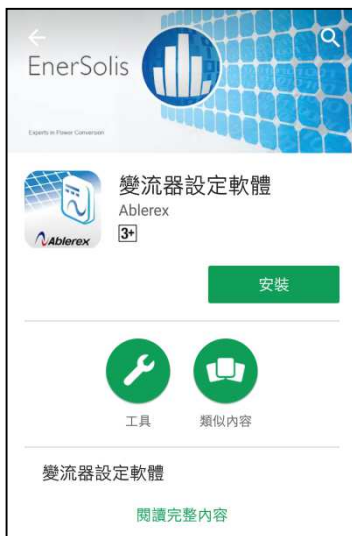 EnerSolis
Experts in Power Conversion
變流器設定軟體
Ablerex
3+
Ablerex
安裝
工具
類似內容
變流器設定軟體
閱讀完整內容